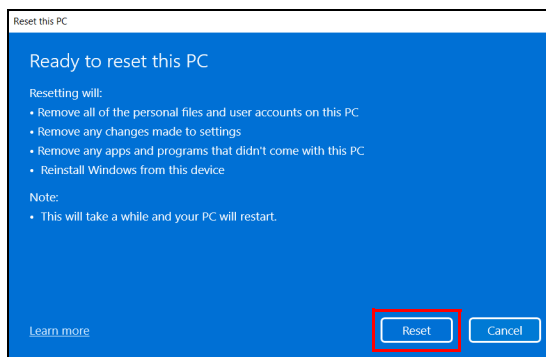 Reset this PC
Ready to reset this PC
Resetting will:
• Remove all of the personal files and user accounts on this PC
• Remove any changes made to settings
• Remove any apps and programs that didn't come with this PC
• Reinstall Windows from this device
Note:
• This will take a while and your PC will restart.
Learn more
Reset
Cancel